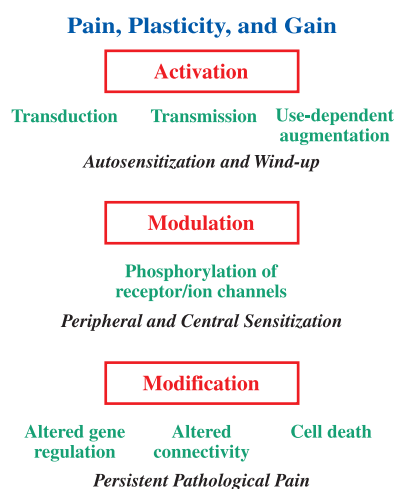 Pain, Plasticity, and Gain
Activation
Transduction Transmission Use-dependent
augmentation
Autosensitization and Wind-up
Modulation
Phosphorylation of
receptor/ion channels
Peripheral and Central Sensitization
Modification
Altered gene Altered Cell death
regulation connectivity
Persistent Pathological Pain